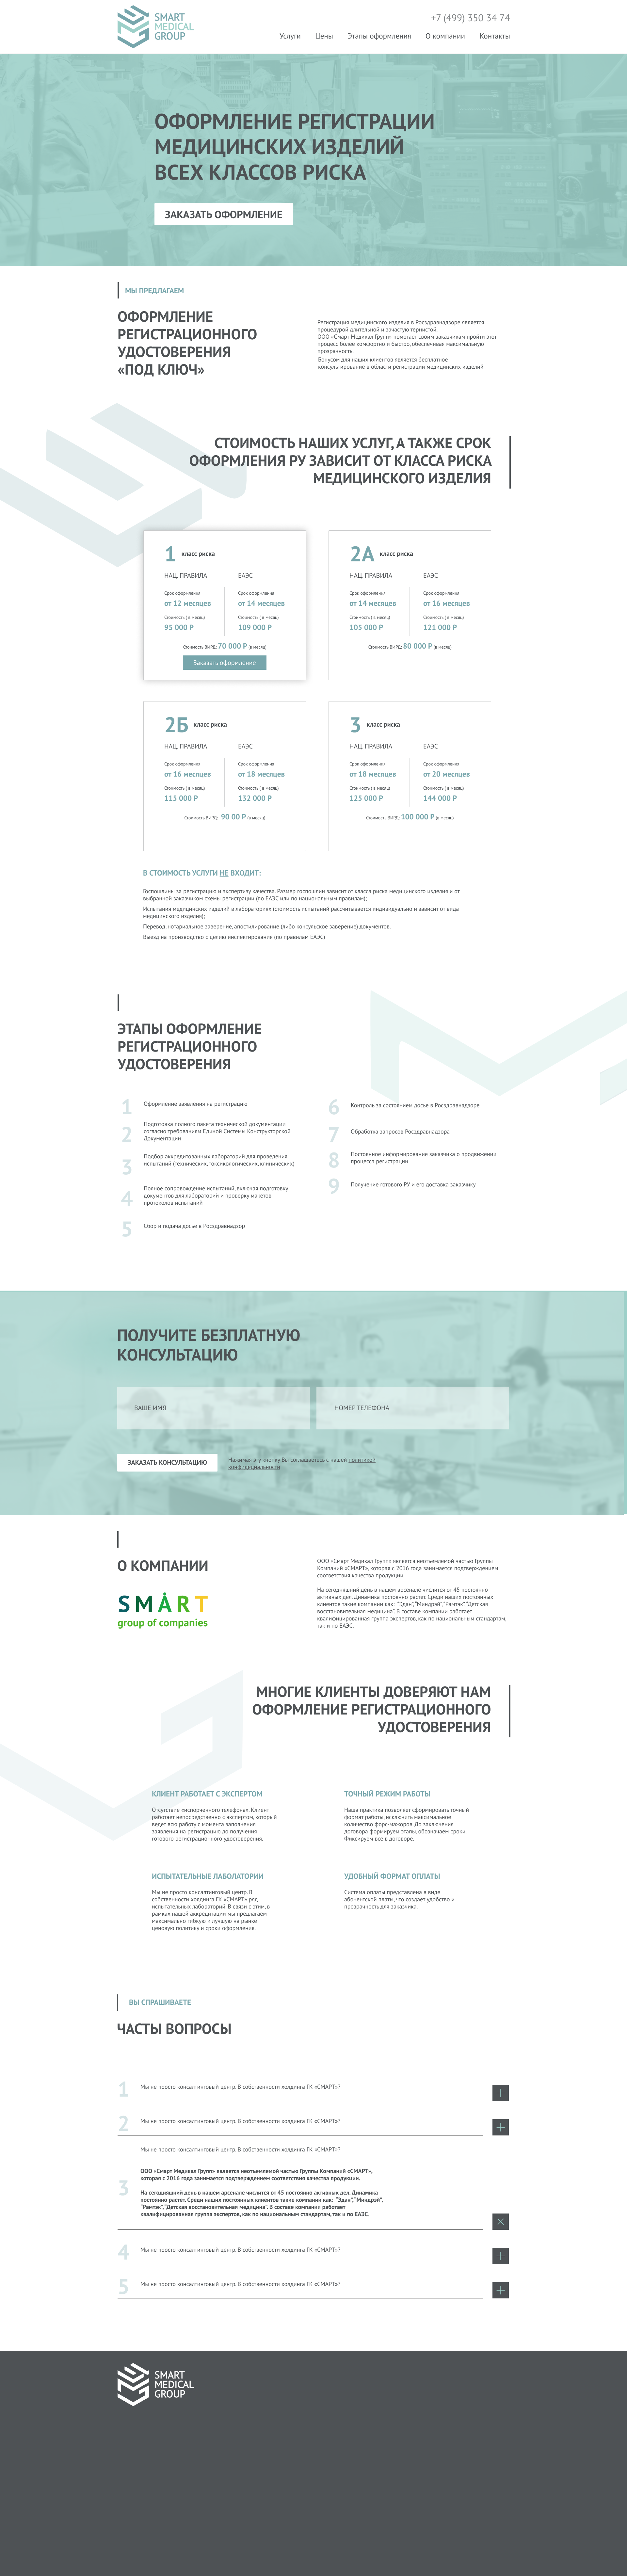 SMART
MEDICAL
GROUP
+7 (499) 350 34 74
Услуги Цены Этапы оформления О компании Контакты
ОФОРМЛЕНИЕ РЕГИСТРАЦИИ
МЕДИЦИНСКИХ ИЗДЕЛИЙ
ВСЕХ КЛАССОВ РИСКА
ЗАКАЗАТЬ ОФОРМЛЕНИЕ
МЫ ПРЕДЛАГАЕМ
ОФОРМЛЕНИЕ
РЕГИСТРАЦИОННОГО
УДОСТОВЕРЕНИЯ
«ПОД КЛЮЧ»
Регистрация медицинского изделия в Росздравнадзоре является
процедурой длительной и зачастую тернистой.
ООО «Смарт Медикал Групп» помогает своим заказчикам пройти этот
процесс более комфортно и быстро, обеспечивая максимальную
прозрачность.
Бонусом для наших клиентов является бесплатное
консультирование в области регистрации медицинских изделий
СТОИМОСТЬ НАШИХ УСЛУГ, А ТАКЖЕ СРОК
ОФОРМЛЕНИЯ РУ ЗАВИСИТ ОТ КЛАССА РИСКА
МЕДИЦИНСКОГО ИЗДЕЛИЯ
1 класс риска
НАЦ. ПРАВИЛА ЕАЭС
Срок оформления Срок оформления
от 12 месяцев от 14 месяцев
Стоимость ( в месяц) Стоимость ( в месяц)
95 000 Р 109 000 Р
Стоимость ВИРД: 70 000 Р (в месяц)
Заказать оформление
2А класс риска
НАЦ. ПРАВИЛА ЕАЭС
Срок оформления Срок оформления
от 14 месяцев от 16 месяцев
Стоимость ( в месяц) Стоимость ( в месяц)
105 000 Р 121 000 Р
Стоимость ВИРД: 80 000 Р (в месяц)
2Б класс риска
НАЦ. ПРАВИЛА ЕАЭС
Срок оформления Срок оформления
от 16 месяцев от 18 месяцев
Стоимость ( в месяц) Стоимость ( в месяц)
115 000 Р 132 000 Р
Стоимость ВИРД: 90 00 Р (в месяц)
3 класс риска
НАЦ. ПРАВИЛА ЕАЭС
Срок оформления Срок оформления
от 18 месяцев от 20 месяцев
Стоимость ( в месяц) Стоимость ( в месяц)
125 000 Р 144 000 Р
Стоимость ВИРД: 100 000 Р (в месяц)
В СТОИМОСТЬ УСЛУГИ НЕ ВХОДИТ:
Госпошлины за регистрацию и экспертизу качества. Размер госпошлин зависит от класса риска медицинского изделия и от
выбранной заказчиком схемы регистрации (по ЕАЭС или по национальным правилам);
Испытания медицинских изделий в лабораториях (стоимость испытаний рассчитывается индивидуально и зависит от вида
медицинского изделия);
Перевод, нотариальное заверение, апостилирование (либо консульское заверение) документов.
Выезд на производство с целию инспектирования (по правилам ЕАЭС)
ЭТАПЫ ОФОРМЛЕНИЕ
РЕГИСТРАЦИОННОГО
УДОСТОВЕРЕНИЯ
1 Оформление заявления на регистрацию
2 Подготовка полного пакета технической документации
согласно требованиям Единой Системы Конструкторской
Документации
3 Подбор аккредитованных лабораторий для проведения
испытаний (технических, токсикологических, клинических)
4 Полное сопровождение испытаний, включая подготовку
документов для лабораторий и проверку макетов
протоколов испытаний
5 Сбор и подача досье в Росздравнадзор
6 Контроль за состоянием досье в Росздравнадзоре
7 Обработка запросов Росздравнадзора
8 Постоянное информирование заказчика о продвижении
процесса регистрации
9 Получение готового РУ и его доставка заказчику
ПОЛУЧИТЕ БЕЗПЛАТНУЮ
КОНСУЛЬТАЦИЮ
ВАШЕ ИМЯ НОМЕР ТЕЛЕФОНА
ЗАКАЗАТЬ КОНСУЛЬТАЦИЮ
Нажимая эту кнопку Вы соглашаетесь с нашей политикой
конфидециальности
О КОМПАНИИ
SMART
group of companies
ООО «Смарт Медикал Групп» является неотъемлемой частью Группы
Компаний «СМАРТ», которая с 2016 года занимается подтверждением
соответствия качества продукции.
На сегодняшний день в нашем арсенале числится от 45 постоянно
активных дел. Динамика постоянно растет. Среди наших постоянных
клиентов такие компании как: "Эдан", "Миндрэй", "Рамтэк", "Детская
восстановительная медицина". В составе компании работает
квалифицированная группа экспертов, как по национальным стандартам,
так и по ЕАЭС.
МНОГИЕ КЛИЕНТЫ ДОВЕРЯЮТ НАМ
ОФОРМЛЕНИЕ РЕГИСТРАЦИОННОГО
УДОСТОВЕРЕНИЯ
КЛИЕНТ РАБОТАЕТ С ЭКСПЕРТОМ
Отсутствие «испорченного телефона». Клиент
работает непосредственно с экспертом, который
ведет всю работу с момента заполнения
заявления на регистрацию до получения
готового регистрационного удостоверения.
ТОЧНЫЙ РЕЖИМ РАБОТЫ
Наша практика позволяет сформировать точный
формат работы, исключить максимальное
количество форс-мажоров. До заключения
договора формируем этапы, обозначаем сроки.
Фиксируем все в договоре.
ИСПЫТАТЕЛЬНЫЕ ЛАБОЛАТОРИИ
Мы не просто консалтинговый центр. В
собственности холдинга ГК «СМАРТ» ряд
испытательных лабораторий. В связи с этим, в
рамках нашей аккредитации мы предлагаем
максимально гибкую и лучшую на рынке
ценовую политику и сроки оформления.
УДОБНЫЙ ФОРМАТ ОПЛАТЫ
Система оплаты представлена в виде
абонентской платы, что создает удобство и
прозрачность для заказчика.
ВЫ СПРАШИВАЕТЕ
ЧАСТЫ ВОПРОСЫ
1 Мы не просто консалтинговый центр. В собственности холдинга ГК «СМАРТ»?
2 Мы не просто консалтинговый центр. В собственности холдинга ГК «СМАРТ»?
Мы не просто консалтинговый центр. В собственности холдинга ГК «СМАРТ»?
3 ООО «Смарт Медикал Групп» является неотъемлемой частью Группы Компаний «СМАРТ»,
которая с 2016 года занимается подтверждением соответствия качества продукции.
На сегодняшний день в нашем арсенале числится от 45 постоянно активных дел. Динамика
постоянно растет. Среди наших постоянных клиентов такие компании как: "Эдан", "Миндрэй",
"Рамтэк", "Детская восстановительная медицина". В составе компании работает
квалифицированная группа экспертов, как по национальным стандартам, так и по ЕАЭС.
4 Мы не просто консалтинговый центр. В собственности холдинга ГК «СМАРТ»?
5 Мы не просто консалтинговый центр. В собственности холдинга ГК «СМАРТ»?
SMART
MEDICAL
GROUP